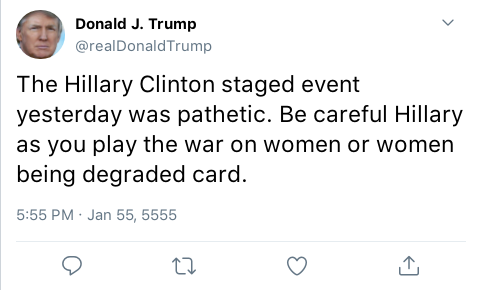 Donald J. Trump
@realDonaldTrump
The Hillary Clinton staged event
yesterday was pathetic. Be careful Hillary
as you play the war on women or women
being degraded card.
5:55 PM · Jan 55, 5555